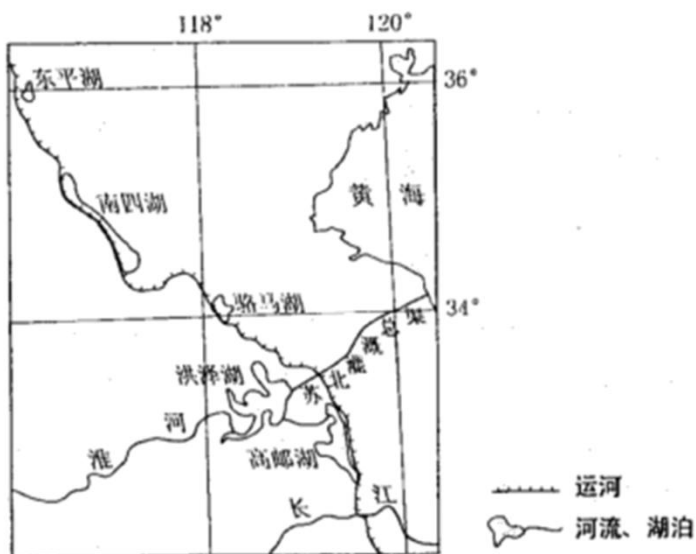 118°
120°
东平湖
36°
南四湖
黄海
骆马湖
34°
苏北灌溉总渠
洪泽湖
淮河
高邮湖
长江
运河
河流、湖泊